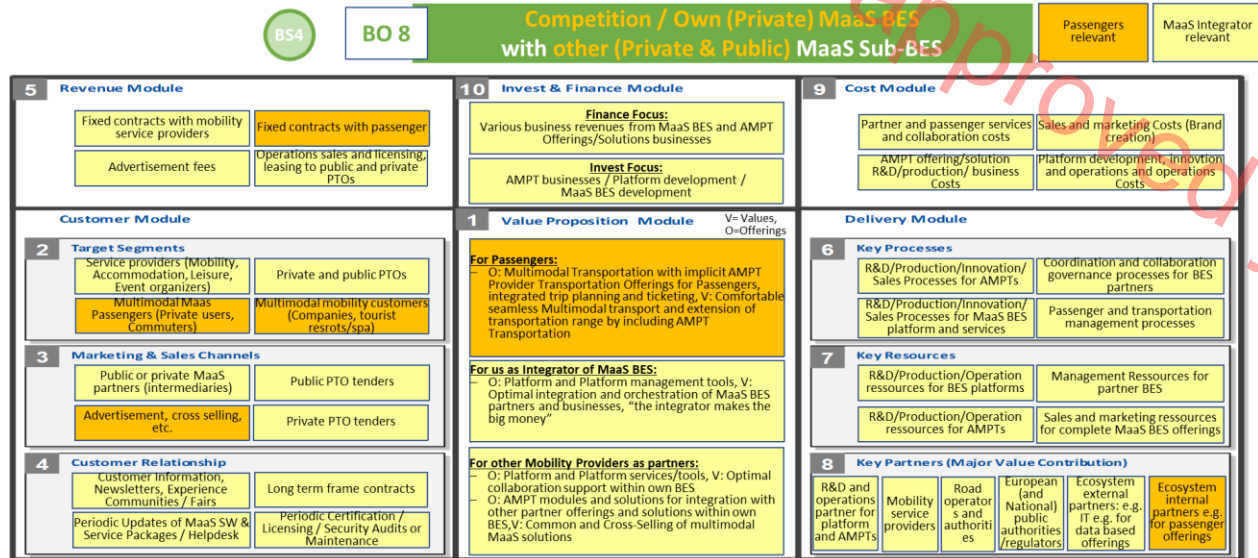 BS4
BO 8
Competition / Own (Private) MaaS BES
with other (Private & Public) MaaS Sub-BES
Passengers
relevant
MaaS Integrator
relevant
approved
5 Revenue Module
Fixed contracts with mobility
service providers
Fixed contracts with passenger
Advertisement fees
Operations sales and licensing,
leasing to public and private
PTOs
10 Invest & Finance Module
Finance Focus:
Various business revenues from MaaS BES and AMPT
Offerings/Solutions businesses
Invest Focus:
AMPT businesses / Platform development /
MaaS BES development
9 Cost Module
Partner and passenger services
and collaboration costs
Sales and marketing Costs (Brand
creation)
AMPT offering/solution
R&D/production/ business
Costs
Platform development, innovtion
and operations and operations
Costs
Customer Module
2 Target Segments
Service providers (Mobility,
Accommodation, Leisure,
Event organizers)
Private and public PTOs
Multimodal Maas
Passengers (Private users,
Commuters)
Multimodal mobility customers
(Companies, tourist
resrots/spa)
3 Marketing & Sales Channels
Public or private MaaS
partners (intermediaries)
Public PTO tenders
Advertisement, cross selling,
etc.
Private PTO tenders
4 Customer Relationship
Customer Information,
Newsletters, Experience
Communities / Fairs
Long term frame contracts
Periodic Updates of MaaS SW &
Service Packages / Helpdesk
Periodic Certification /
Licensing / Security Audits or
Maintenance
1 Value Proposition Module
V= Values,
O=Offerings
For Passengers:
– O: Multimodal Transportation with implicit AMPT
Provider Transportation Offerings for Passengers,
integrated trip planning and ticketing, V: Comfortable
seamless Multimodal transport and extension of
transportation range by including AMPT
Transportation
For us as Integrator of MaaS BES:
– O: Platform and Platform management tools, V:
Optimal integration and orchestration of MaaS BES
partners and businesses, “the integrator makes the
big money”
For other Mobility Providers as partners:
– O: Platform and Platform services/tools, V: Optimal
collaboration support within own BES
– O: AMPT modules and solutions for integration with
other partner offerings and solutions within own
BES,V: Common and Cross-Selling of multimodal
MaaS solutions
Delivery Module
6 Key Processes
R&D/Production/Innovation/
Sales Processes for AMPTs
Coordination and collaboration
governance processes for BES
partners
R&D/Production/Innovation/
Sales Processes for MaaS BES
platform and services
Passenger and transportation
management processes
7 Key Resources
R&D/Production/Operation
ressources for BES platforms
Management Ressources for
partner BES
R&D/Production/Operation
ressources for AMPTs
Sales and marketing ressources
for complete MaaS BES offerings
8 Key Partners (Major Value Contribution)
R&D and
operations
partner for
platform
and AMPTs
Mobility
service
providers
Road
operator
s and
authoriti
es
European
(and
National)
public
authorities
/regulators
Ecosystem
external
partners: e.g.
IT e.g. for
data based
offerings
Ecosystem
internal
partners e.g.
for passenger
offerings